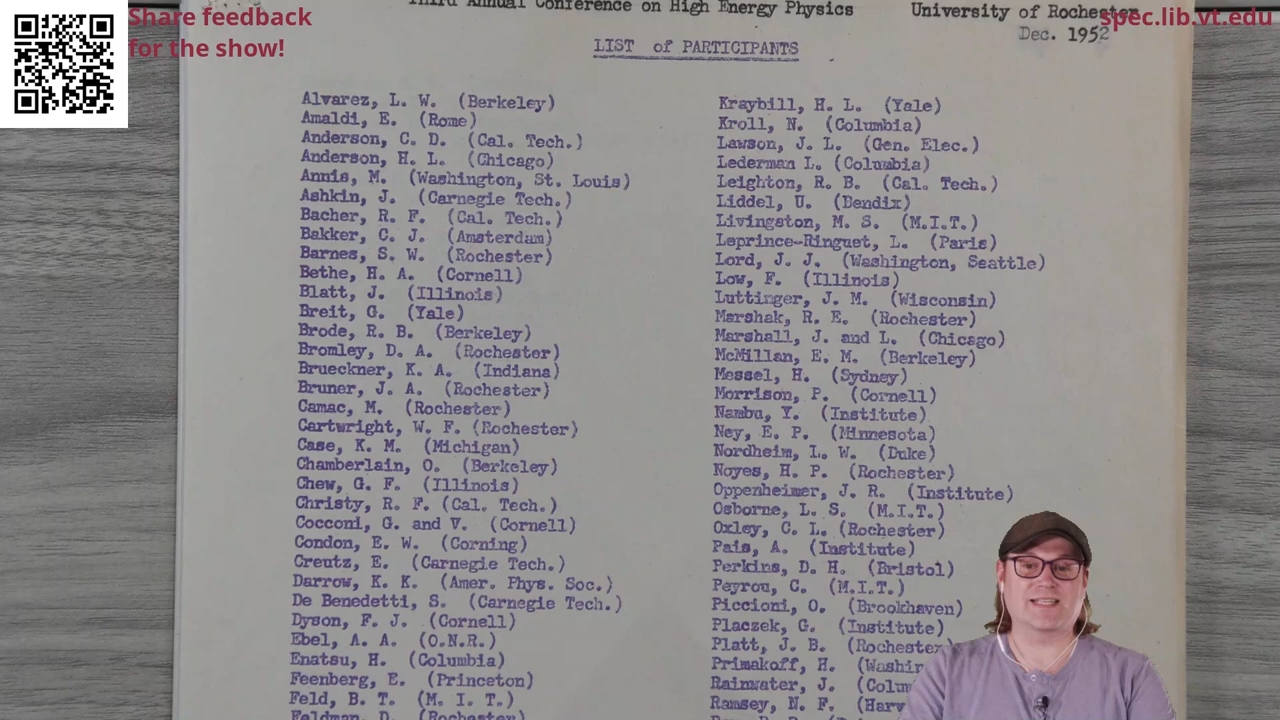 Share feedback
for the show!
spec.lib.vt.edu
Third Annual Conference on High Energy Physics
University of Rochester
Dec. 1952
LIST of PARTICIPANTS
Alvarez, L. W. (Berkeley)
Amaldi, E. (Rome)
Anderson, C. D. (Cal. Tech.)
Anderson, H. L. (Chicago)
Annis, M. (Washington, St. Louis)
Ashkin, J. (Carnegie Tech.)
Bacher, R. F. (Cal. Tech.)
Bakker, C. J. (Amsterdam)
Barnes, S. W. (Rochester)
Bethe, H. A. (Cornell)
Blatt, J. (Illinois)
Breit, G. (Yale)
Brode, R. B. (Berkeley)
Bromley, D. A. (Rochester)
Brueckner, K. A. (Indiana)
Bruner, J. A. (Rochester)
Camac, M. (Rochester)
Cartwright, W. F. (Rochester)
Case, K. M. (Michigan)
Chamberlain, O. (Berkeley)
Chew, G. F. (Illinois)
Christy, R. F. (Cal. Tech.)
Cocconi, G. and V. (Cornell)
Condon, E. W. (Corning)
Creutz, E. (Carnegie Tech.)
Darrow, K. K. (Amer. Phys. Soc.)
De Benedetti, S. (Carnegie Tech.)
Dyson, F. J. (Cornell)
Ebel, A. A. (O.N.R.)
Enatsu, H. (Columbia)
Feenberg, E. (Princeton)
Feld, B. T. (M. I. T.)
Feldman, D. (Rochester)
Kraybill, H. L. (Yale)
Kroll, N. (Columbia)
Lawson, J. L. (Gen. Elec.)
Lederman L. (Columbia)
Leighton, R. B. (Cal. Tech.)
Liddel, U. (Bendix)
Livingston, M. S. (M.I.T.)
Leprince-Ringuet, L. (Paris)
Lord, J. J. (Washington, Seattle)
Low, F. (Illinois)
Luttinger, J. M. (Wisconsin)
Marshak, R. E. (Rochester)
Marshall, J. and L. (Chicago)
McMillan, E. M. (Berkeley)
Messel, H. (Sydney)
Morrison, P. (Cornell)
Nambu, Y. (Institute)
Ney, E. P. (Minnesota)
Nordheim, L. W. (Duke)
Noyes, H. P. (Rochester)
Oppenheimer, J. R. (Institute)
Osborne, L. S. (M.I.T.)
Oxley, C. L. (Rochester)
Pais, A. (Institute)
Perkins, D. H. (Bristol)
Peyrou, C. (M.I.T.)
Piccioni, O. (Brookhaven)
Placzek, G. (Institute)
Platt, J. B. (Rochester
Primakoff, H. (Washin
Rainwater, J. (Colum
Ramsey, N. F. (Harv